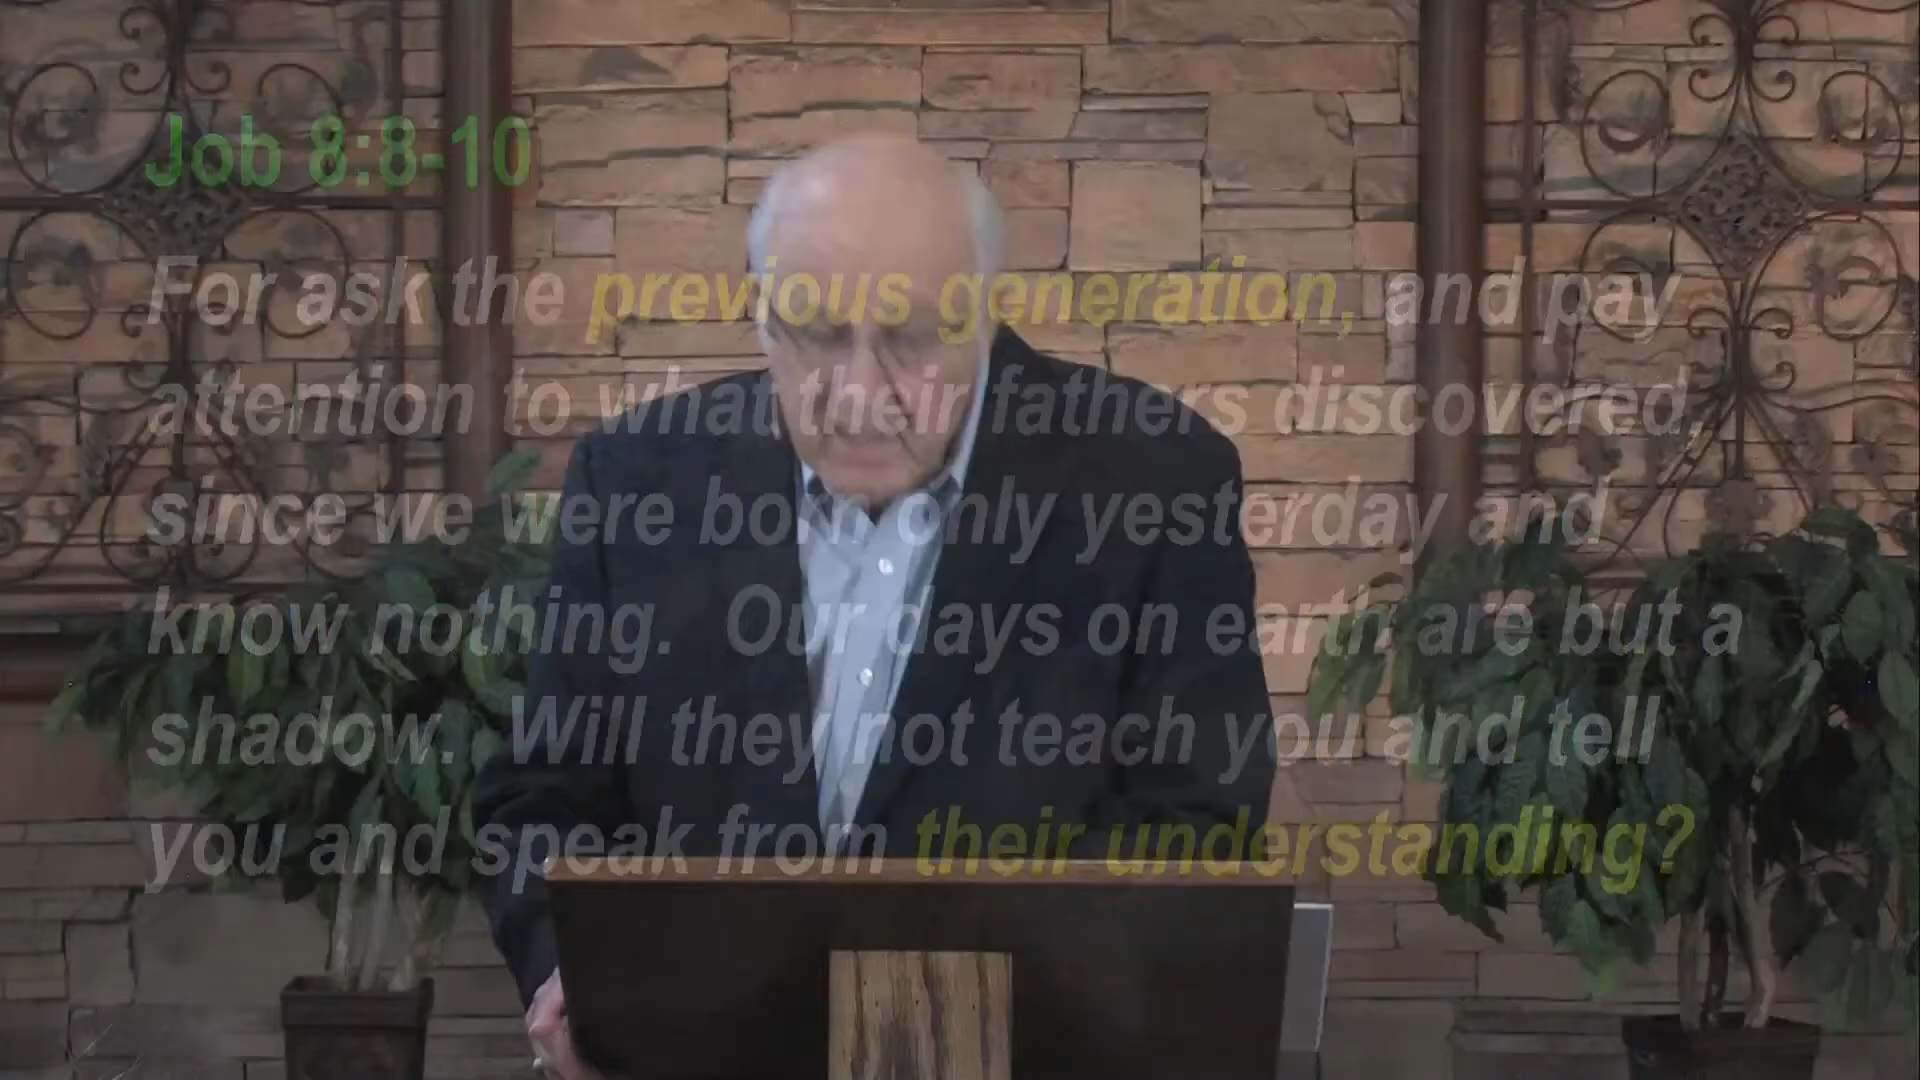 Job 8:8-10
For ask the previous generation, and pay
attention to what their fathers discovered,
since we were born only yesterday and
know nothing. Our days on earth are but a
shadow. Will they not teach you and tell
you and speak from their understanding?